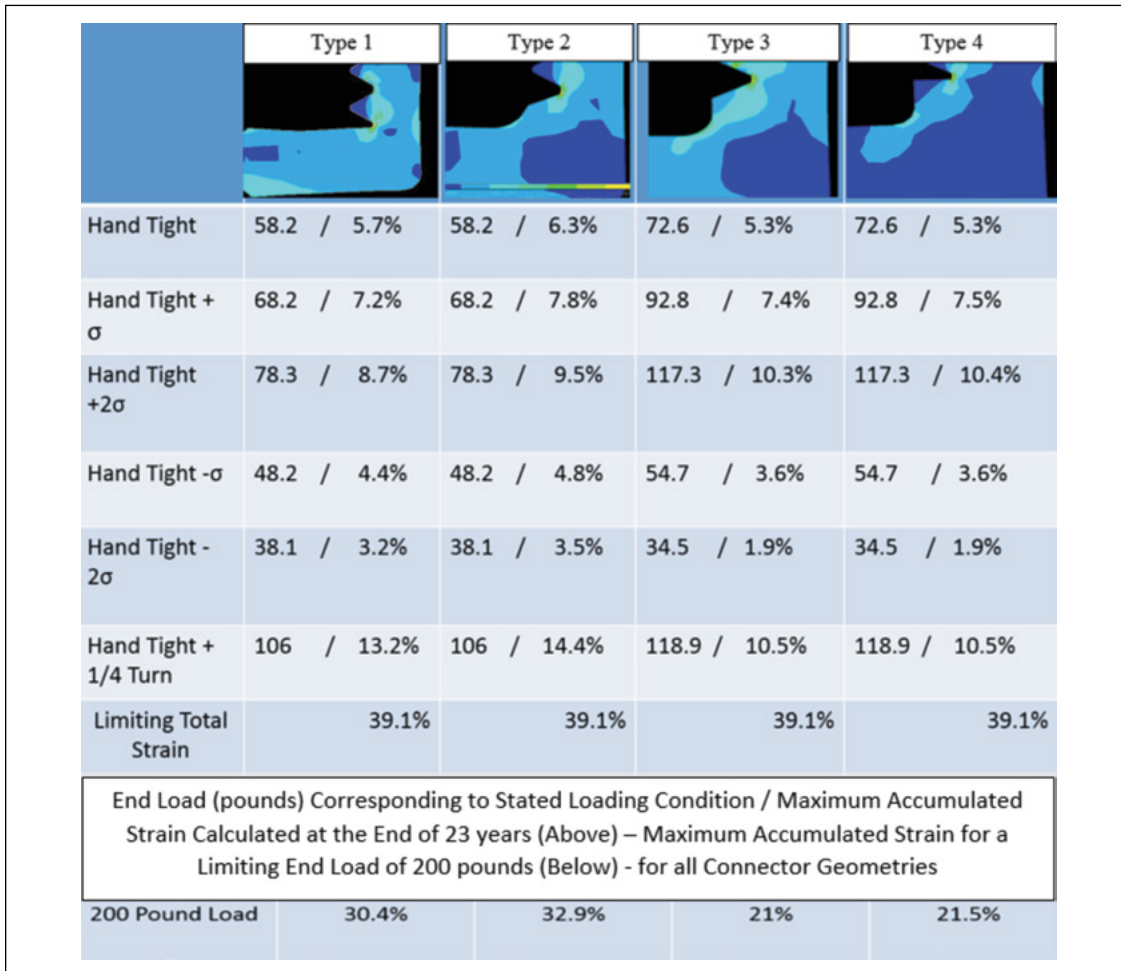 Type 1 Type 2 Type 3 Type 4
Hand Tight 58.2 / 5.7% 58.2 / 6.3% 72.6 / 5.3% 72.6 / 5.3%
Hand Tight + 68.2 / 7.2% 68.2 / 7.8% 92.8 / 7.4% 92.8 / 7.5%
σ
Hand Tight 78.3 / 8.7% 78.3 / 9.5% 117.3 / 10.3% 117.3 / 10.4%
+2σ
Hand Tight -σ 48.2 / 4.4% 48.2 / 4.8% 54.7 / 3.6% 54.7 / 3.6%
Hand Tight - 38.1 / 3.2% 38.1 / 3.5% 34.5 / 1.9% 34.5 / 1.9%
2σ
Hand Tight + 106 / 13.2% 106 / 14.4% 118.9 / 10.5% 118.9 / 10.5%
1/4 Turn
Limiting Total 39.1% 39.1% 39.1% 39.1%
Strain
End Load (pounds) Corresponding to Stated Loading Condition / Maximum Accumulated
Strain Calculated at the End of 23 years (Above) – Maximum Accumulated Strain for a
Limiting End Load of 200 pounds (Below) - for all Connector Geometries
200 Pound Load 30.4% 32.9% 21% 21.5%